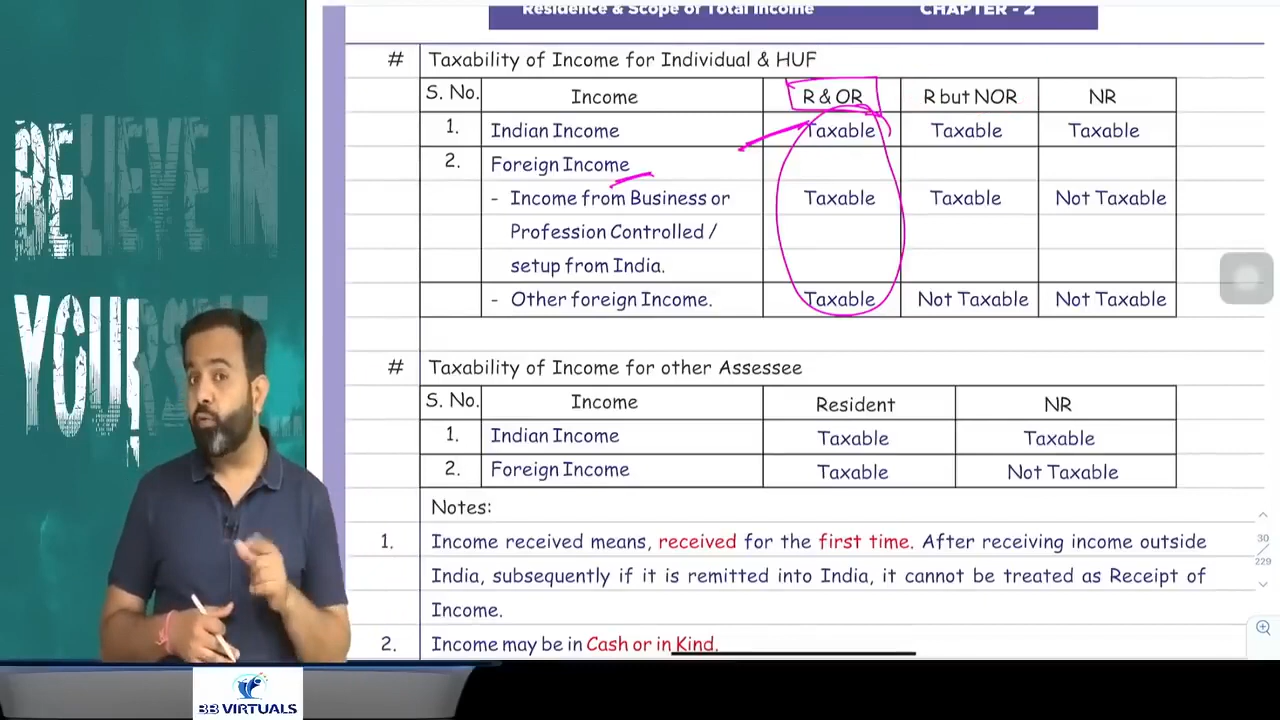 Residence & Scope of Total Income CHAPTER - 2
# Taxability of Income for Individual & HUF
S. No. Income R & OR R but NOR NR
1. Indian Income Taxable Taxable Taxable
2. Foreign Income
- Income from Business or Taxable Taxable Not Taxable
Profession Controlled /
setup from India.
- Other foreign Income. Taxable Not Taxable Not Taxable
# Taxability of Income for other Assessee
S. No. Income Resident NR
1. Indian Income Taxable Taxable
2. Foreign Income Taxable Not Taxable
Notes:
1. Income received means, received for the first time. After receiving income outside
India, subsequently if it is remitted into India, it cannot be treated as Receipt of
Income.
2. Income may be in Cash or in Kind.
30
229
BELIEVE IN
YOURSELF
BB VIRTUALS